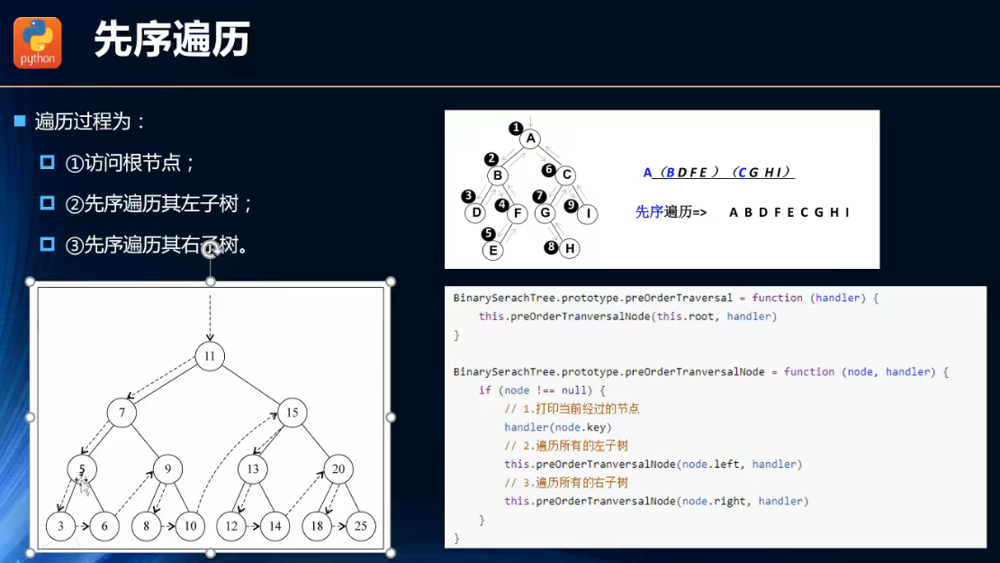 python
先序遍历
遍历过程为：
①访问根节点；
②先序遍历其左子树；
③先序遍历其右子树。
1
A
2
B
6
C
3
D
4
F
7
G
9
I
5
E
8
H
A（B D F E ）（C G H I）
先序遍历=> A B D F E C G H I
11
7
15
5
9
13
20
3
6
8
10
12
14
18
25
BinarySerachTree.prototype.preOrderTraversal = function (handler) {
this.preOrderTranversalNode(this.root, handler)
}
BinarySerachTree.prototype.preOrderTranversalNode = function (node, handler) {
if (node !== null) {
// 1.打印当前经过的节点
handler(node.key)
// 2.遍历所有的左子树
this.preOrderTranversalNode(node.left, handler)
// 3.遍历所有的右子树
this.preOrderTranversalNode(node.right, handler)
}
}